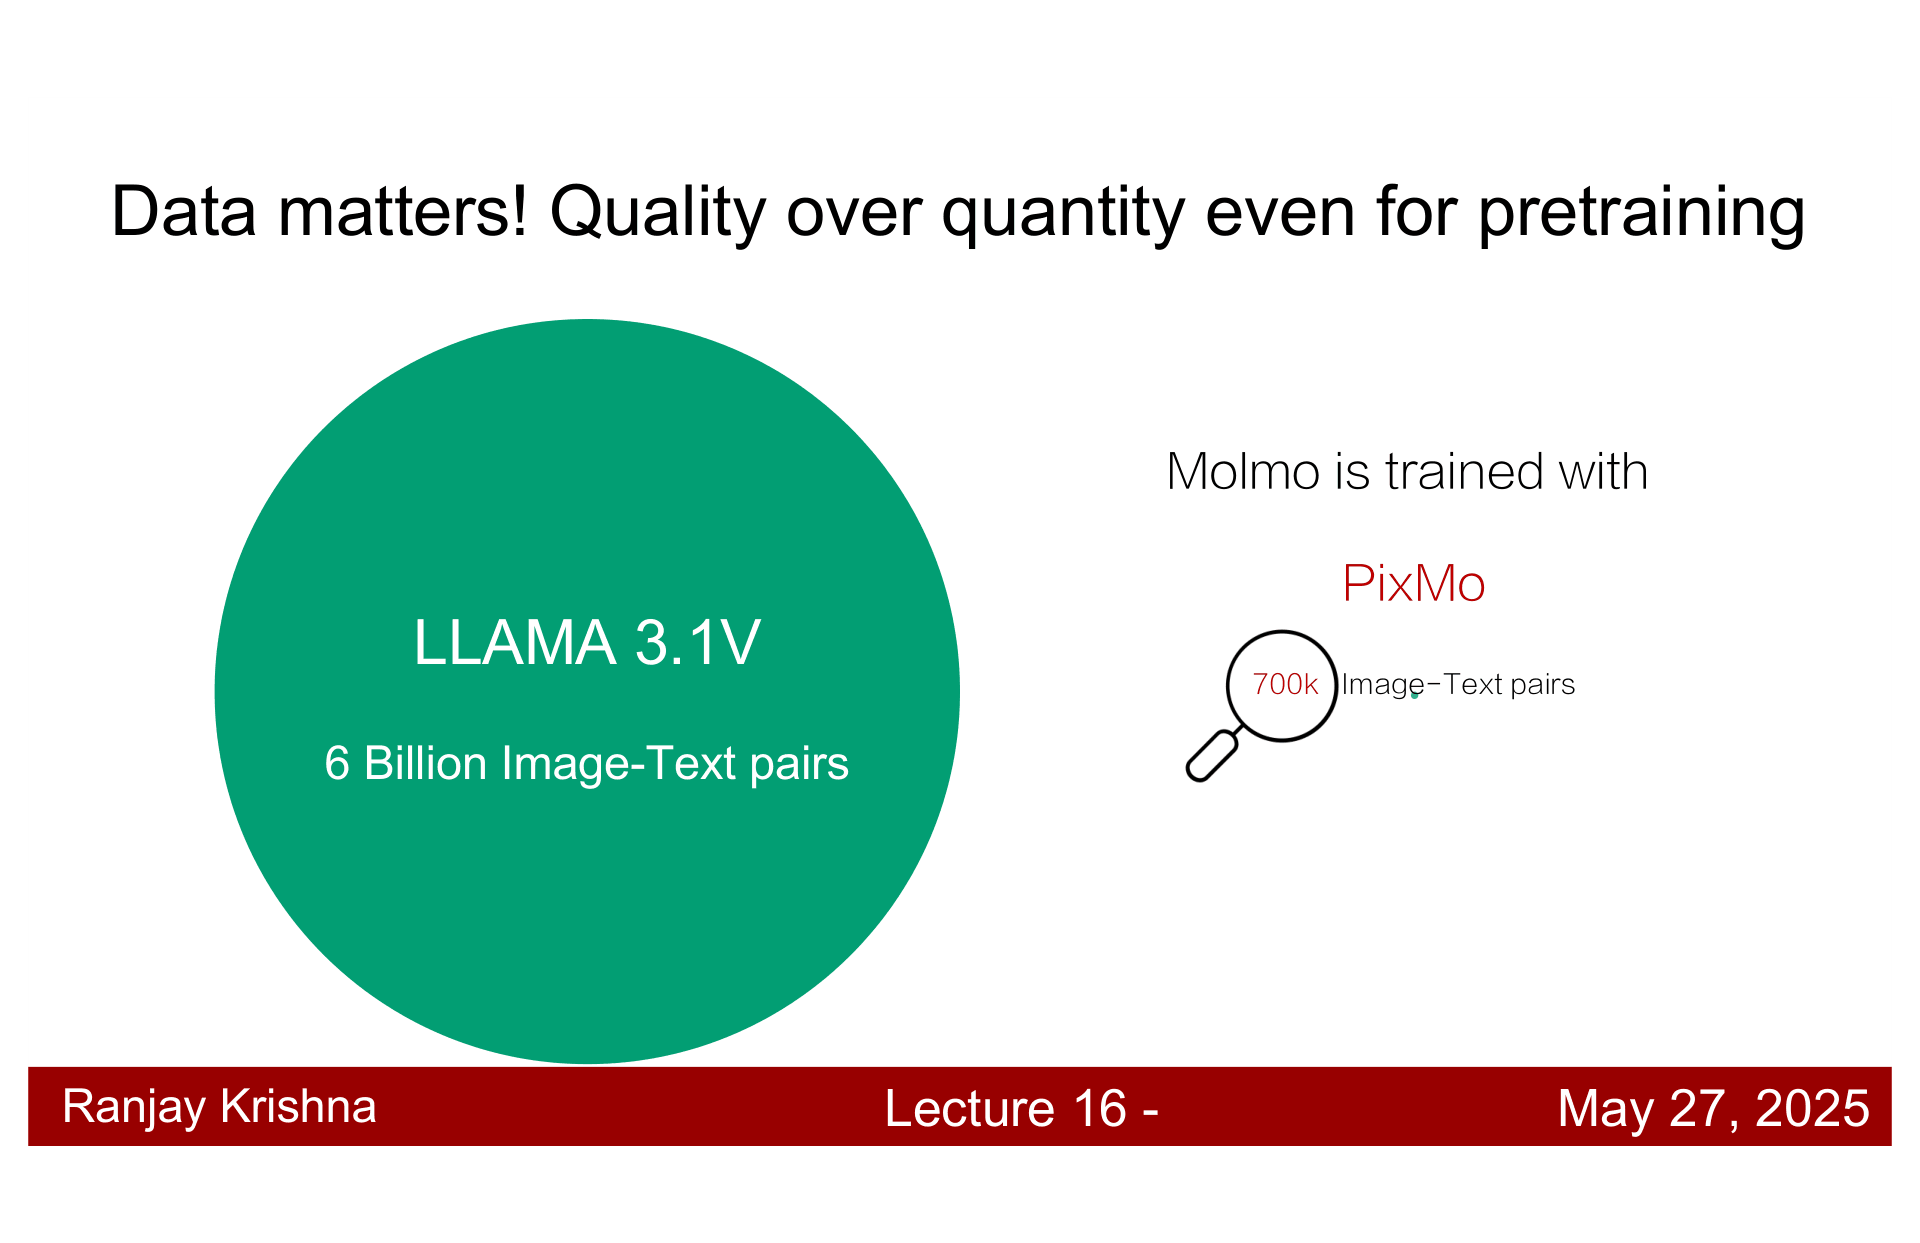 Data matters! Quality over quantity even for pretraining
LLAMA 3.1V
6 Billion Image-Text pairs
Molmo is trained with
PixMo
700k Image-Text pairs
Ranjay Krishna
Lecture 16 -
May 27, 2025